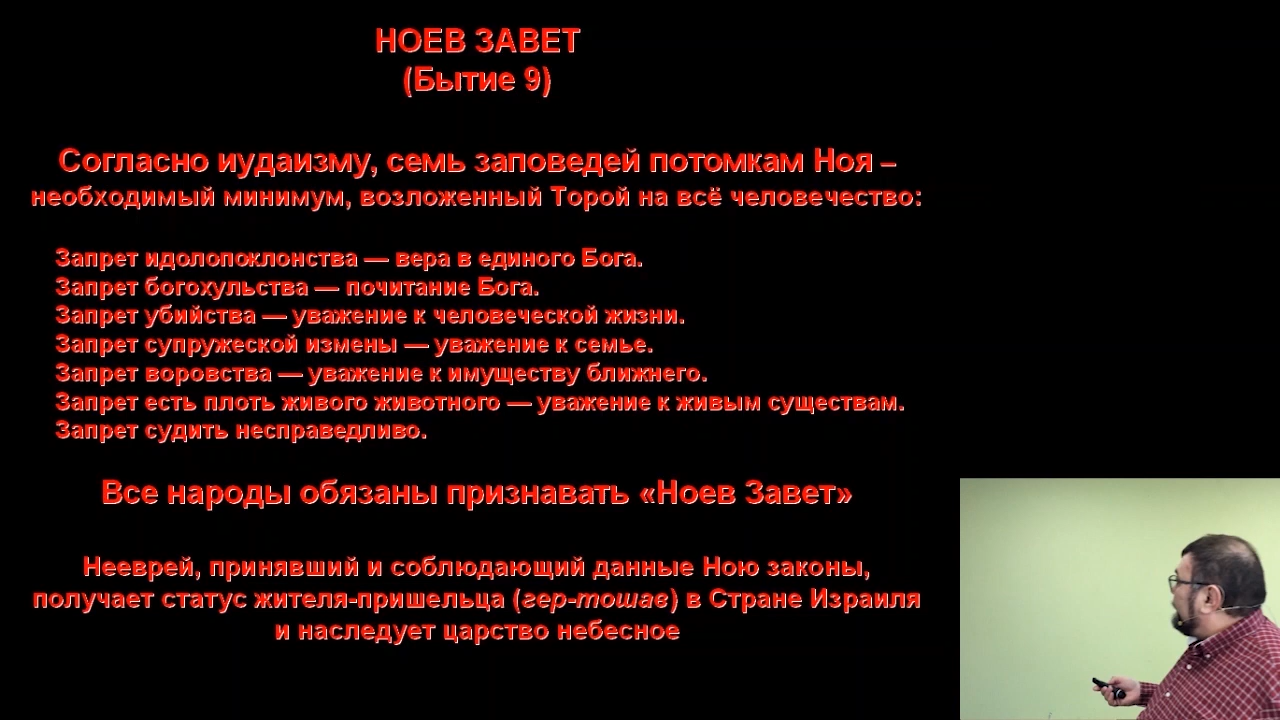 НОЕВ ЗАВЕТ
(Бытие 9)
Согласно иудаизму, семь заповедей потомкам Ноя –
необходимый минимум, возложенный Торой на всё человечество:
Запрет идолопоклонства — вера в единого Бога.
Запрет богохульства — почитание Бога.
Запрет убийства — уважение к человеческой жизни.
Запрет супружеской измены — уважение к семье.
Запрет воровства — уважение к имуществу ближнего.
Запрет есть плоть живого животного — уважение к живым существам.
Запрет судить несправедливо.
Все народы обязаны признавать «Ноев Завет»
Нееврей, принявший и соблюдающий данные Ною законы,
получает статус жителя-пришельца (гер-тошав) в Стране Израиля
и наследует царство небесное